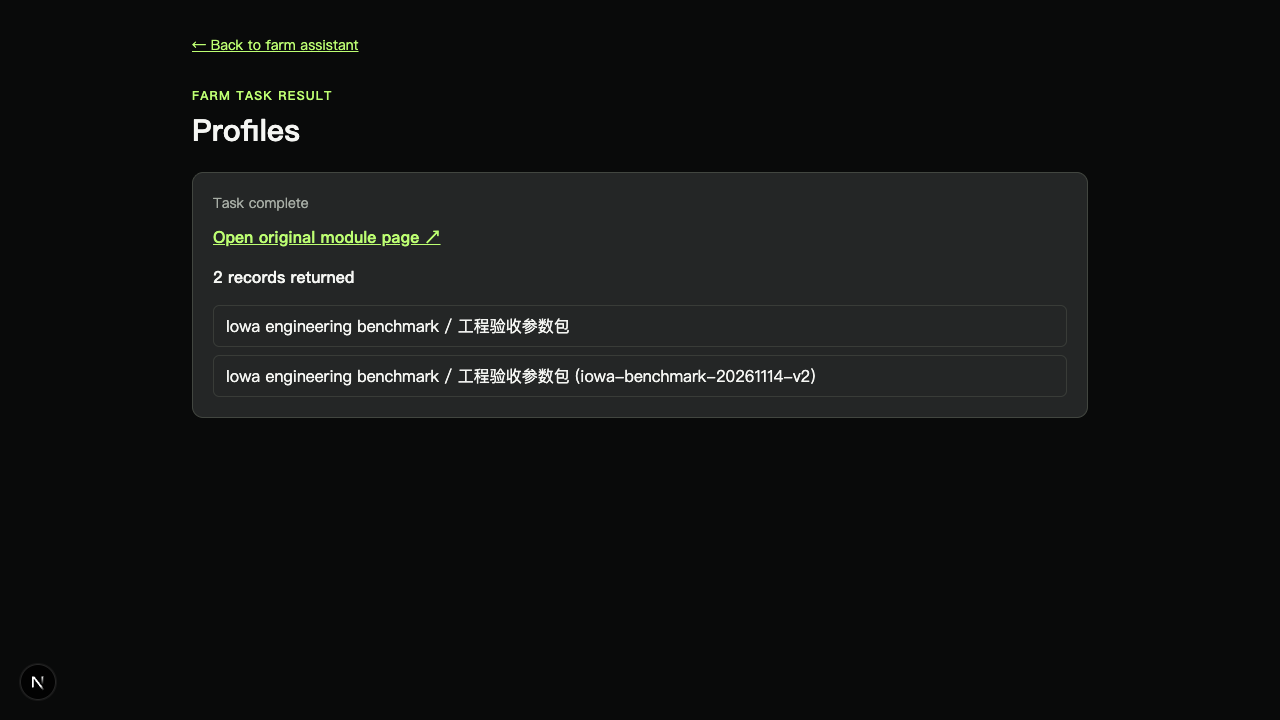 ← Back to farm assistant
FARM TASK RESULT
Profiles
Task complete
Open original module page ↗
2 records returned
Iowa engineering benchmark / 工程验收参数包
Iowa engineering benchmark / 工程验收参数包 (iowa-benchmark-20261114-v2)
N